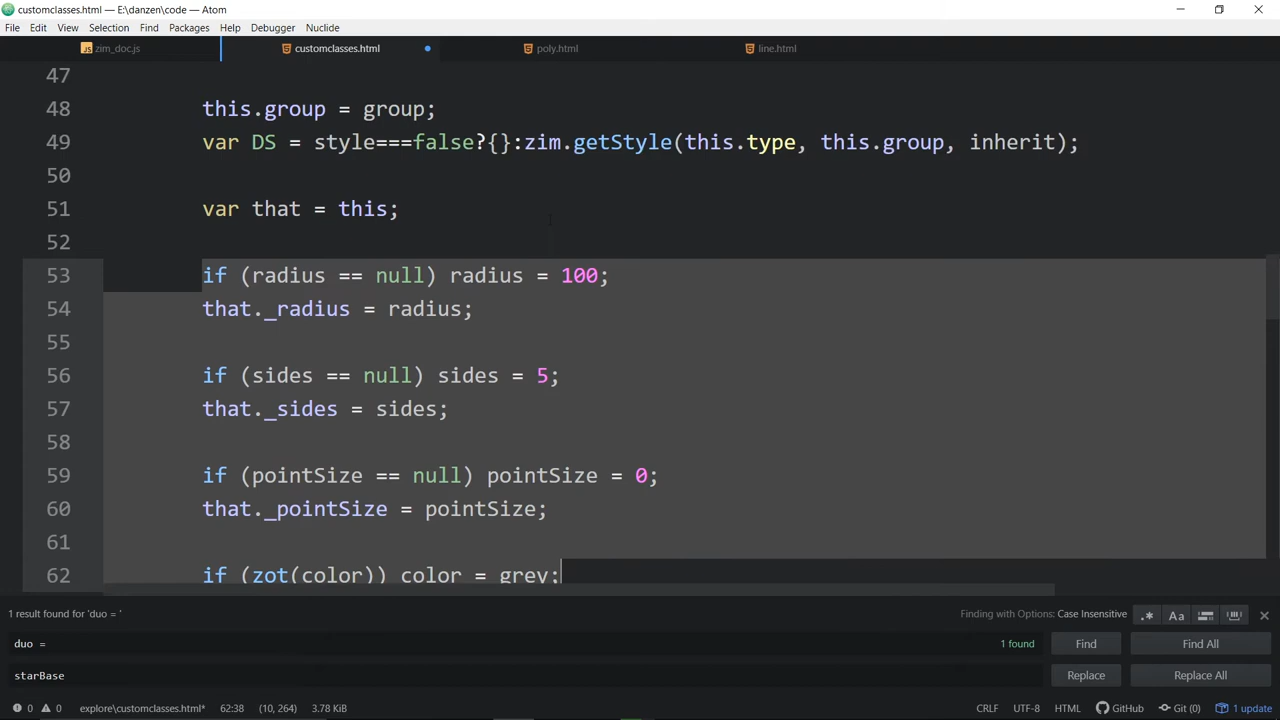 customclasses.html — E:\danzen\code — Atom
File Edit View Selection Find Packages Help Debugger Nuclide
zim_doc.js customclasses.html poly.html line.html
47
48 this.group = group;
49 var DS = style===false?{}:zim.getStyle(this.type, this.group, inherit);
50
51 var that = this;
52
53 if (radius == null) radius = 100;
54 that._radius = radius;
55
56 if (sides == null) sides = 5;
57 that._sides = sides;
58
59 if (pointSize == null) pointSize = 0;
60 that._pointSize = pointSize;
61
62 if (zot(color)) color = grey;
1 result found for 'duo = ' Finding with Options: Case Insensitive .* Aa
duo = 1 found Find Find All
starBase Replace Replace All
0 0 explore\customclasses.html* 62:38 (10, 264) 3.78 KiB CRLF UTF-8 HTML GitHub Git (0) 1 update